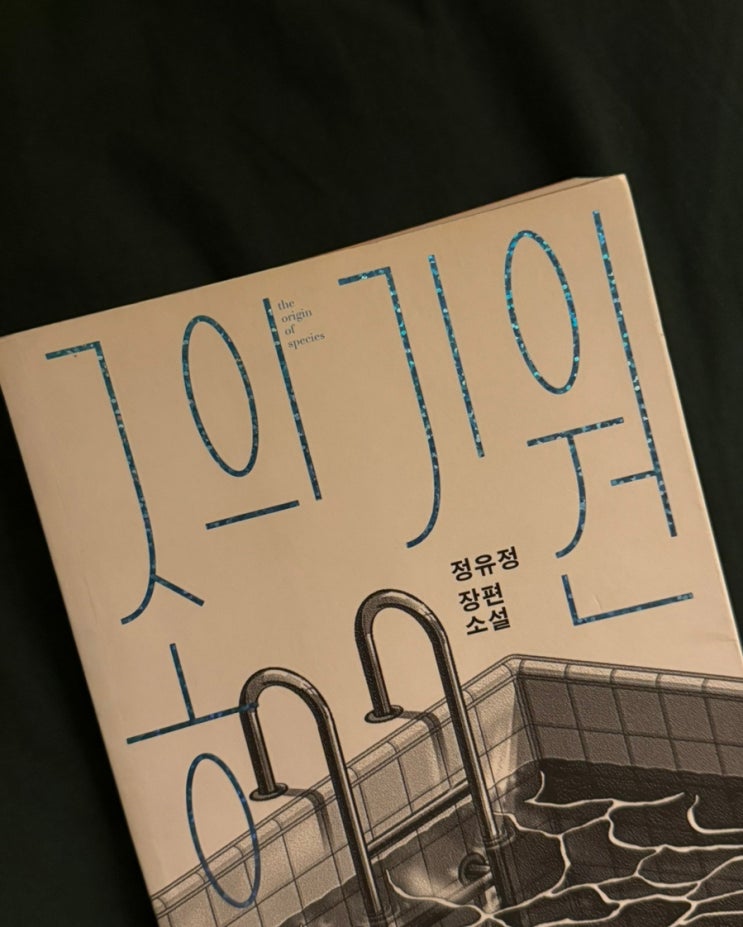 종의 기원
the
origin
of
species
정유정
장편
소설